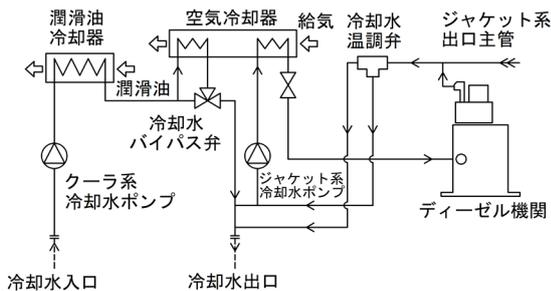 潤滑油
冷却器
空気冷却器
給気
冷却水
温調弁
ジャケット系
出口主管
潤滑油
冷却水
バイパス弁
クーラ系
冷却水ポンプ
ジャケット系
冷却水ポンプ
ディーゼル機関
冷却水入口
冷却水出口